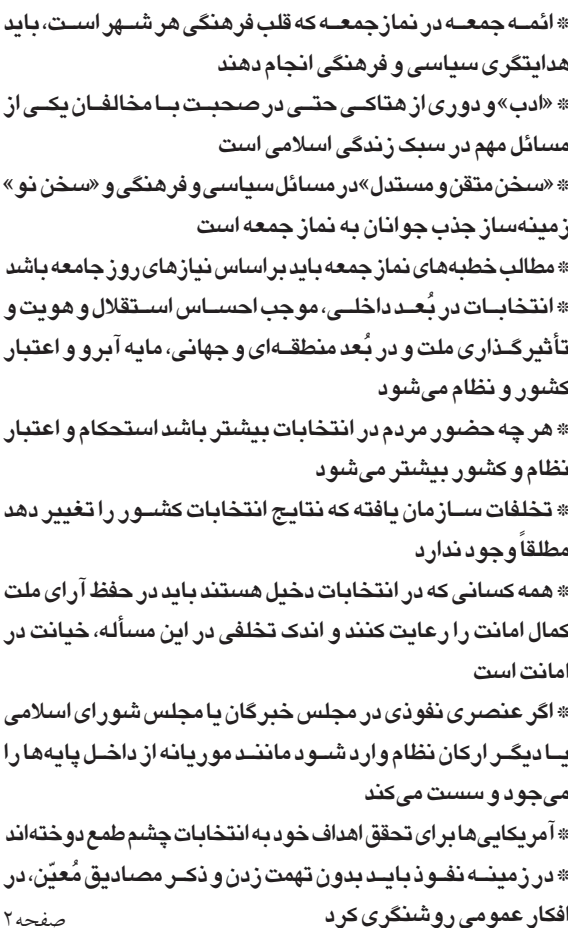 * ائمه جمعه در نماز جمعه که قلب فرهنگی هر شهر است، باید
هدایتگری سیاسی و فرهنگی انجام دهند
* «ادب» و دوری از هتاکی حتی در صحبت با مخالفان یکی از
مسائل مهم در سبک زندگی اسلامی است
* «سخن متقن و مستدل» در مسائل سیاسی و فرهنگی و «سخن نو»
زمینه‌ساز جذب جوانان به نماز جمعه است
* مطالب خطبه‌های نماز جمعه باید بر اساس نیازهای روز جامعه باشد
* انتخابات در بُعد داخلی، موجب احساس استقلال و هویت و
تأثیرگذاری ملت و در بُعد منطقه‌ای و جهانی، مایه آبرو و اعتبار
کشور و نظام می‌شود
* هر چه حضور مردم در انتخابات بیشتر باشد استحکام و اعتبار
نظام و کشور بیشتر می‌شود
* تخلفات سازمان یافته که نتایج انتخابات کشور را تغییر دهد
مطلقاً وجود ندارد
* همه کسانی که در انتخابات دخیل هستند باید در حفظ آرای ملت
کمال امانت را رعایت کنند و اندک تخلفی در این مسأله، خیانت در
امانت است
* اگر عنصری نفوذی در مجلس خبرگان یا مجلس شورای اسلامی
یا دیگر ارکان نظام وارد شود مانند موریانه از داخل پایه‌ها را
می‌جود و سست می‌کند
* آمریکایی‌ها برای تحقق اهداف خود به انتخابات چشم طمع دوخته‌اند
* در زمینه نفوذ باید بدون تهمت زدن و ذکر مصادیق مُعیّن، در
افکار عمومی روشنگری کرد صفحه ۲